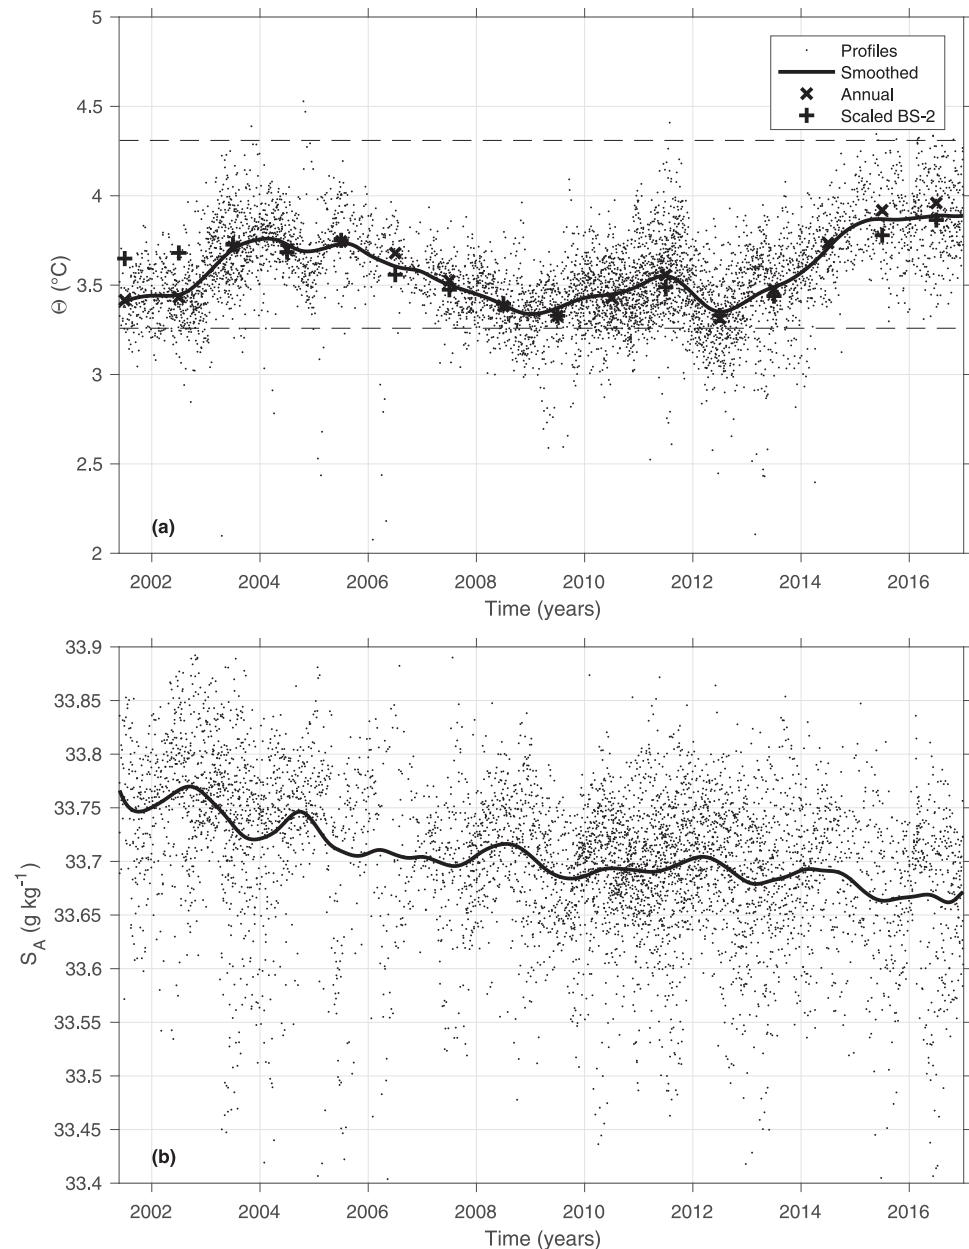 5
4.5
4
3.5
3
2.5
2
Θ (°C)
Profiles
Smoothed
Annual
Scaled BS-2
(a)
2002 2004 2006 2008 2010 2012 2014 2016
Time (years)
33.9
33.85
33.8
33.75
33.7
33.65
33.6
33.55
33.5
33.45
33.4
S_A (g kg⁻¹)
(b)
2002 2004 2006 2008 2010 2012 2014 2016
Time (years)